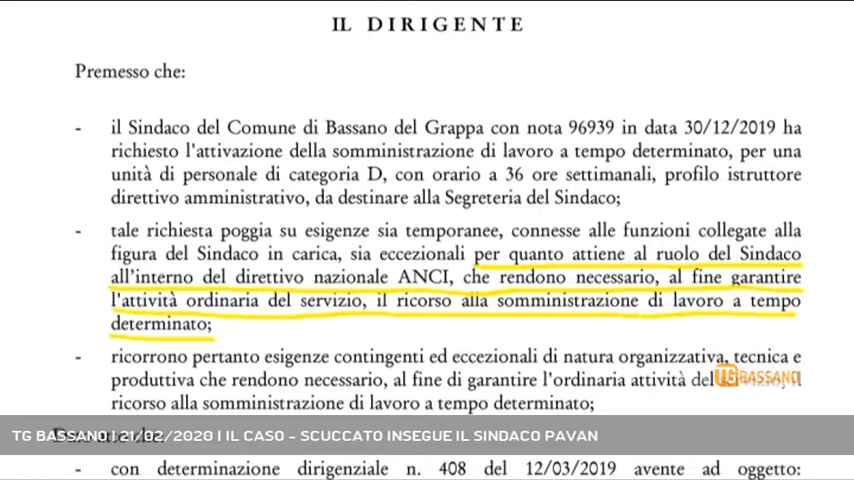 IL DIRIGENTE
Premesso che:
- il Sindaco del Comune di Bassano del Grappa con nota 96939 in data 30/12/2019 ha
richiesto l'attivazione della somministrazione di lavoro a tempo determinato, per una
unità di personale di categoria D, con orario a 36 ore settimanali, profilo istruttore
direttivo amministrativo, da destinare alla Segreteria del Sindaco;
- tale richiesta poggia su esigenze sia temporanee, connesse alle funzioni collegate alla
figura del Sindaco in carica, sia eccezionali per quanto attiene al ruolo del Sindaco
all'interno del direttivo nazionale ANCI, che rendono necessario, al fine garantire
l'attività ordinaria del servizio, il ricorso alla somministrazione di lavoro a tempo
determinato;
- ricorrono pertanto esigenze contingenti ed eccezionali di natura organizzativa, tecnica e
produttiva che rendono necessario, al fine di garantire l'ordinaria attività del
TG BASSANO
ricorso alla somministrazione di lavoro a tempo determinato;
TG BASSANO | 21/02/2020 | IL CASO - SCUCCATO INSEGUE IL SINDACO PAVAN
- con determinazione dirigenziale n. 408 del 12/03/2019 avente ad oggetto: